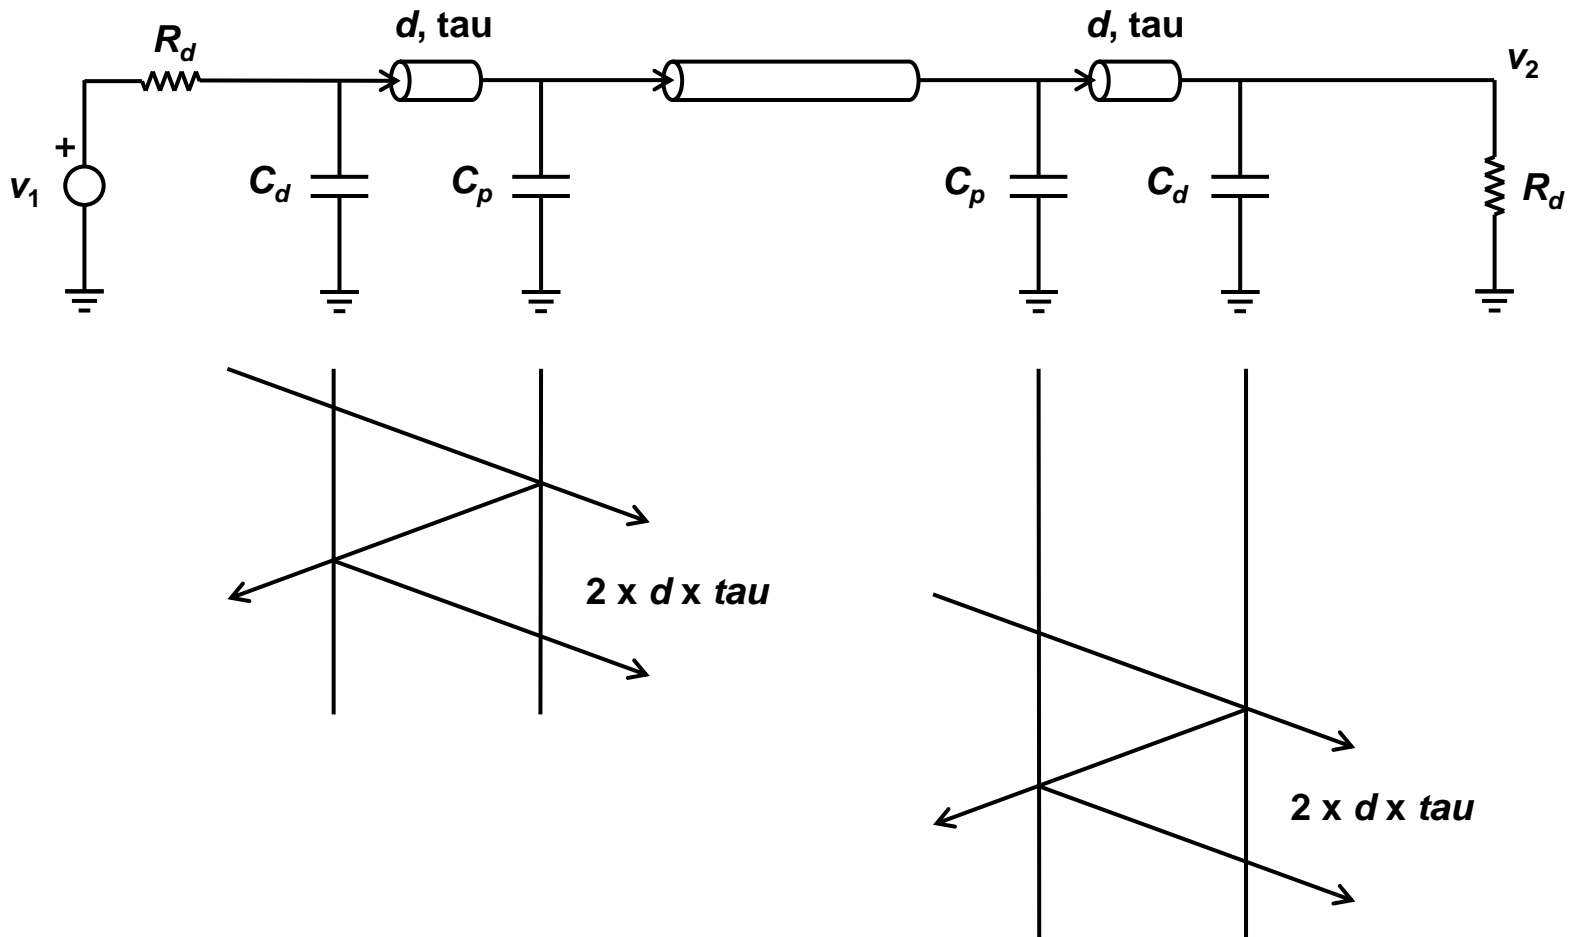 d, tau
d, tau
R_d
v_2
+
v_1
C_d
C_p
C_p
C_d
R_d
2 x d x tau
2 x d x tau